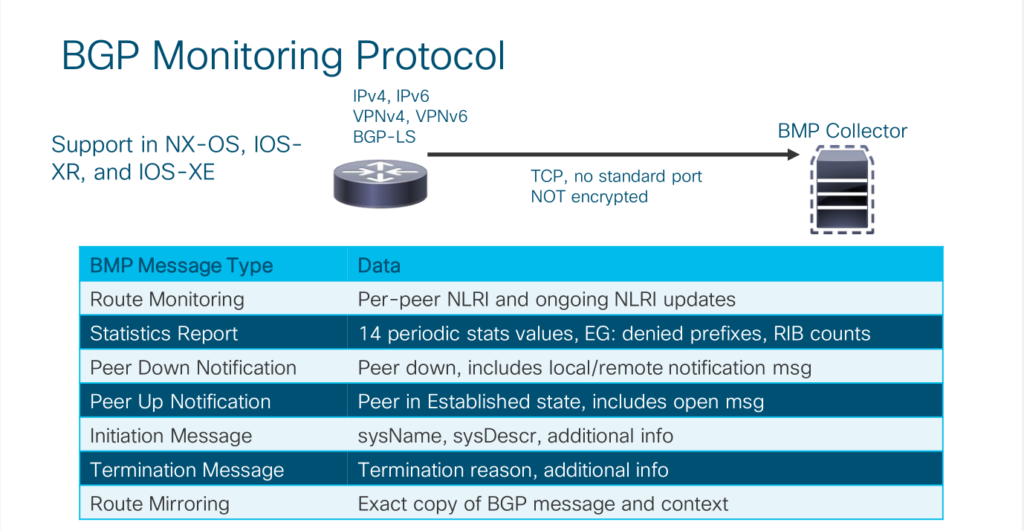 BGP Monitoring Protocol
IPv4, IPv6
VPNv4, VPNv6
BGP-LS
Support in NX-OS, IOS-
XR, and IOS-XE
BMP Collector
TCP, no standard port
NOT encrypted
BMP Message Type Data
Route Monitoring Per-peer NLRI and ongoing NLRI updates
Statistics Report 14 periodic stats values, EG: denied prefixes, RIB counts
Peer Down Notification Peer down, includes local/remote notification msg
Peer Up Notification Peer in Established state, includes open msg
Initiation Message sysName, sysDescr, additional info
Termination Message Termination reason, additional info
Route Mirroring Exact copy of BGP message and context